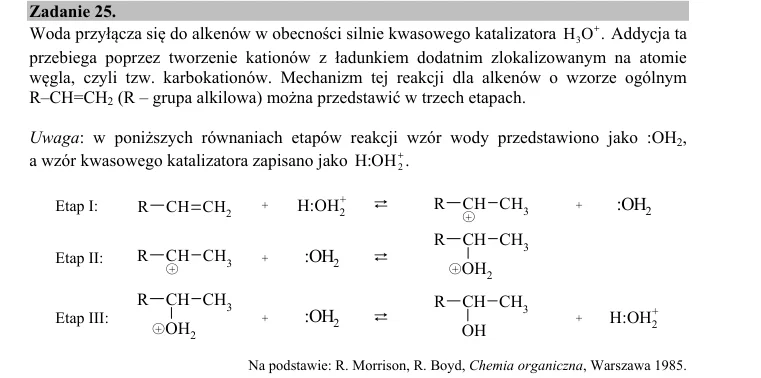 Zadanie 25.
Woda przyłącza się do alkenów w obecności silnie kwasowego katalizatora H₃O⁺. Addycja ta
przebiega poprzez tworzenie kationów z ładunkiem dodatnim zlokalizowanym na atomie
węgla, czyli tzw. karbokationów. Mechanizm tej reakcji dla alkenów o wzorze ogólnym
R–CH=CH₂ (R – grupa alkilowa) można przedstawić w trzech etapach.
Uwaga: w poniższych równaniach etapów reakcji wzór wody przedstawiono jako :OH₂,
a wzór kwasowego katalizatora zapisano jako H:OH₂⁺.
Etap I: R—CH=CH₂ + H:OH₂⁺ ⇄ R—CH—CH₃ + :OH₂
⊕
Etap II: R—CH—CH₃ + :OH₂ ⇄ R—CH—CH₃
⊕ |
⊕OH₂
Etap III: R—CH—CH₃ + :OH₂ ⇄ R—CH—CH₃ + H:OH₂⁺
| |
⊕OH₂ OH
Na podstawie: R. Morrison, R. Boyd, Chemia organiczna, Warszawa 1985.